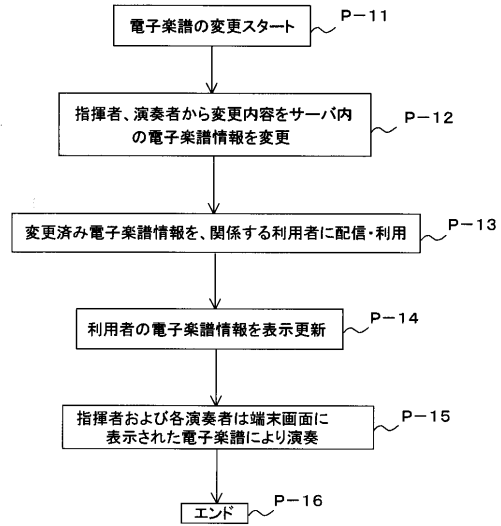 電子楽譜の変更スタート
P-11
指揮者、演奏者から変更内容をサーバ内
の電子楽譜情報を変更
P-12
変更済み電子楽譜情報を、関係する利用者に配信・利用
P-13
利用者の電子楽譜情報を表示更新
P-14
指揮者および各演奏者は端末画面に
表示された電子楽譜により演奏
P-15
エンド
P-16